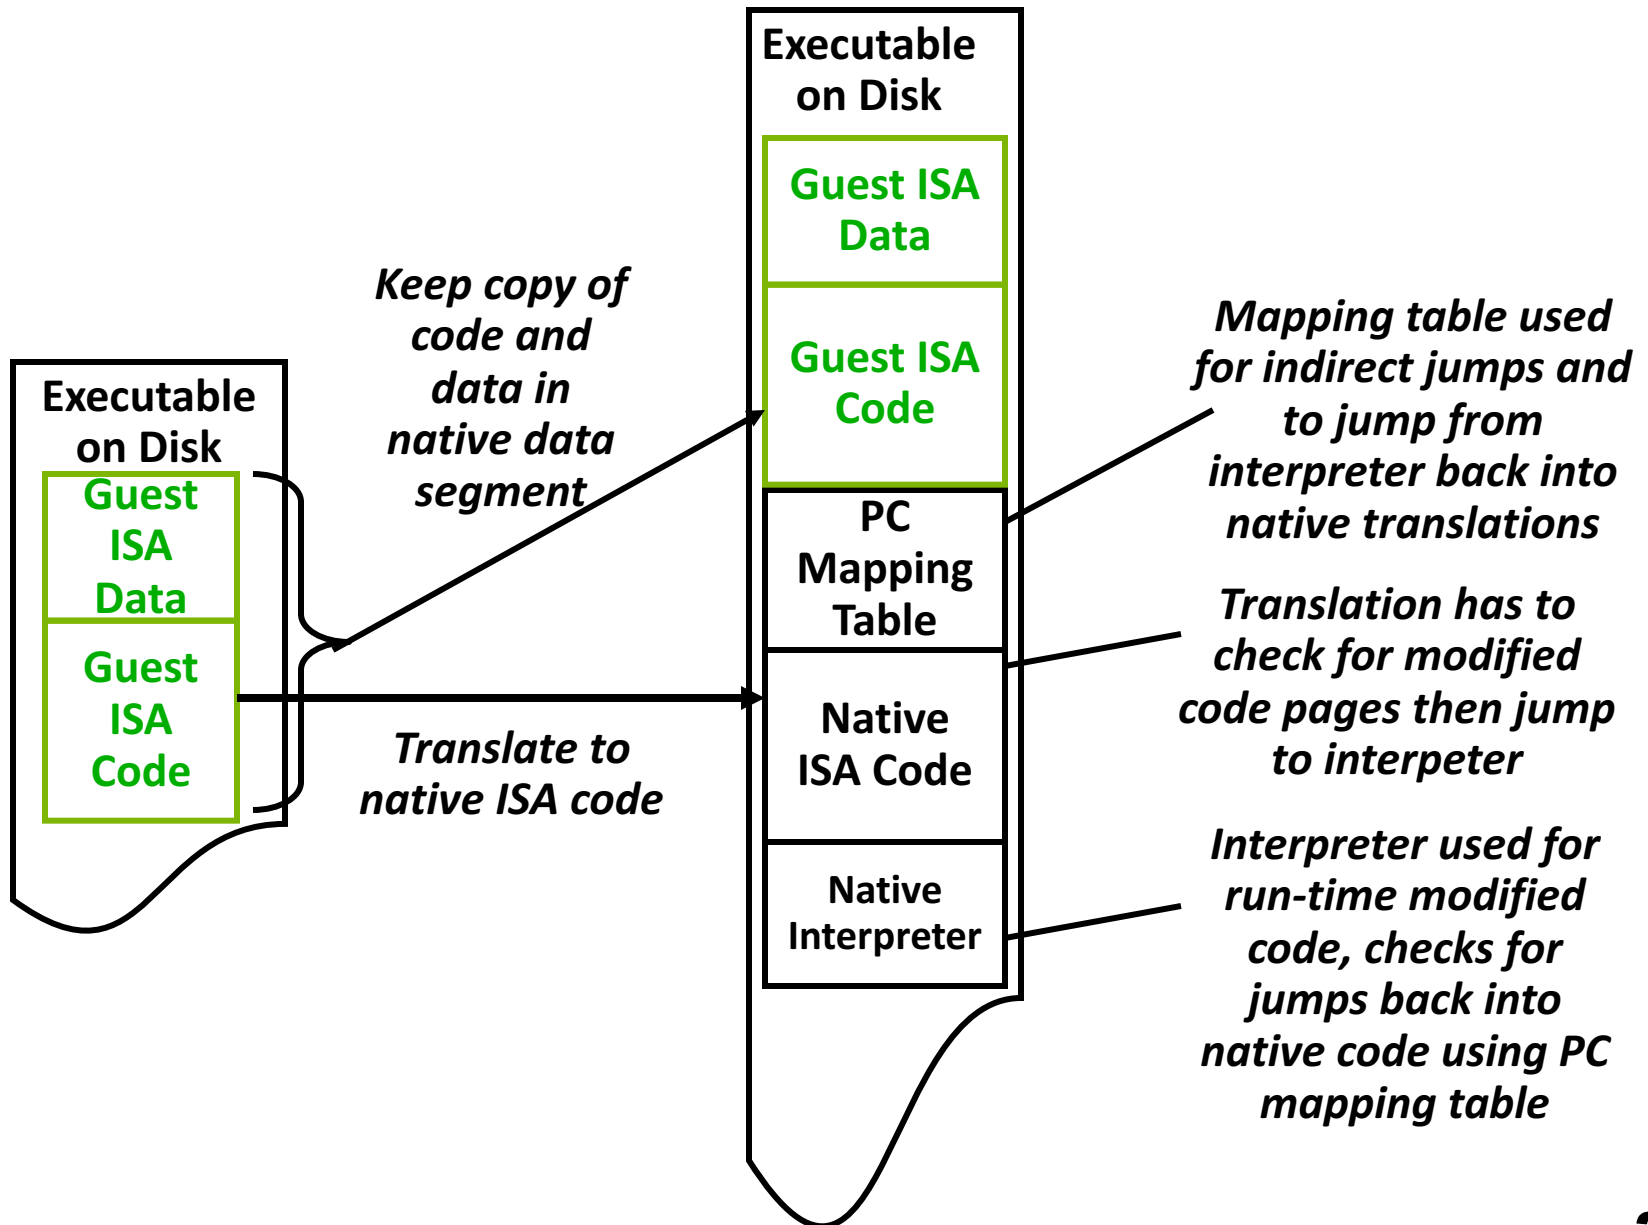 Executable
on Disk
Guest
ISA
Data
Guest
ISA
Code
Keep copy of
code and
data in
native data
segment
Translate to
native ISA code
Executable
on Disk
Guest ISA
Data
Guest ISA
Code
PC
Mapping
Table
Native
ISA Code
Native
Interpreter
Mapping table used
for indirect jumps and
to jump from
interpreter back into
native translations
Translation has to
check for modified
code pages then jump
to interpeter
Interpreter used for
run-time modified
code, checks for
jumps back into
native code using PC
mapping table